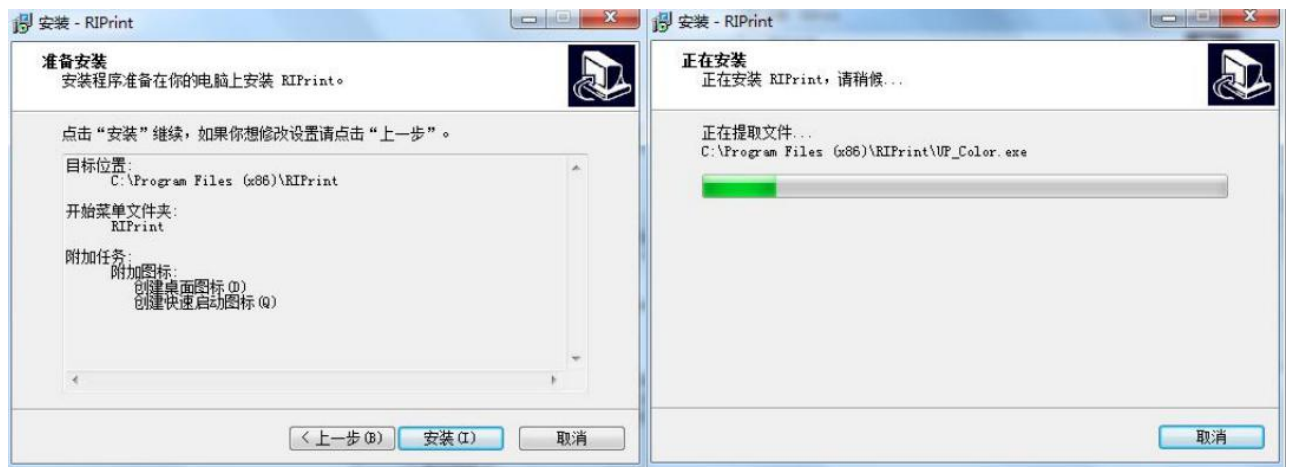 安装 - RIPrint
准备安装
安装程序准备在你的电脑上安装 RIPrint。
点击“安装”继续，如果你想修改设置请点击“上一步”。
目标位置:
C:\Program Files (x86)\RIPrint
开始菜单文件夹:
RIPrint
附加任务:
附加图标:
创建桌面图标(D)
创建快速启动图标(Q)
<上一步(B)
安装(I)
取消
安装 - RIPrint
正在安装
正在安装 RIPrint，请稍候...
正在提取文件...
C:\Program Files (x86)\RIPrint\UP_Color.exe
取消